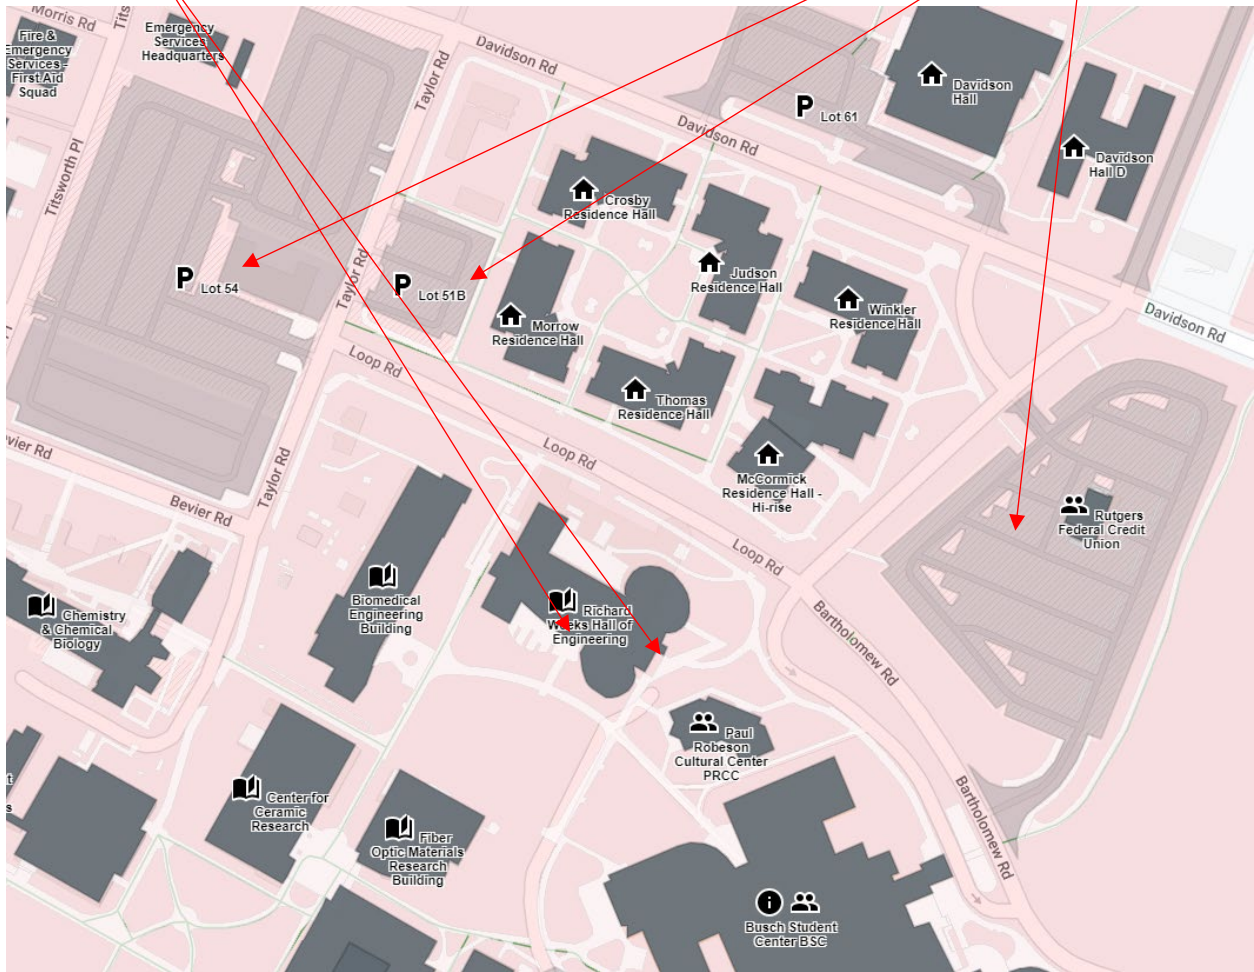 Morris Rd
Tits
Fire &
Emergency
Services -
First Aid
Squad
Emergency
Services
Headquarters
Taylor Rd
Davidson Rd
Davidson
Hall
P Lot 61
Davidson Rd
Davidson
Hall D
Titsworth Pl
Crosby
Residence Hall
Judson
Residence Hall
P Lot 54
Taylor Rd
P Lot 51B
Morrow
Residence Hall
Winkler
Residence Hall
Davidson Rd
Loop Rd
Thomas
Residence Hall
McCormick
Residence Hall -
Hi-rise
evier Rd
Taylor Rd
Bevier Rd
Loop Rd
Rutgers
Federal Credit
Union
Loop Rd
Chemistry
& Chemical
Biology
Biomedical
Engineering
Building
Richard
Weeks Hall of
Engineering
Bartholomew Rd
Paul
Robeson
Cultural Center
PRCC
t
s
Center for
Ceramic
Research
Fiber
Optic Materials
Research
Building
Bartholomew Rd
i
Busch Student
Center BSC